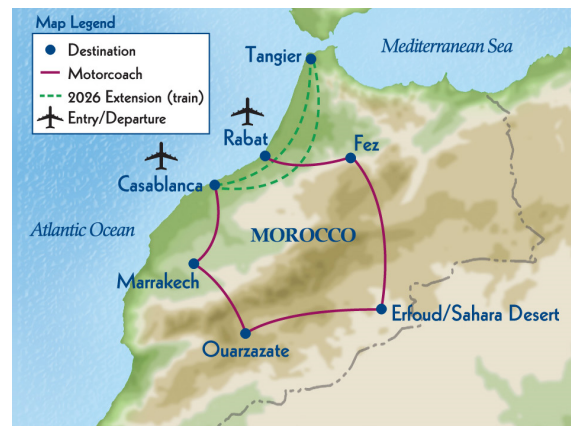 Map Legend
Destination
Motorcoach
2026 Extension (train)
Entry/Departure
Mediterranean Sea
Tangier
Rabat
Fez
Casablanca
Atlantic Ocean
MOROCCO
Marrakech
Erfoud/Sahara Desert
Ouarzazate